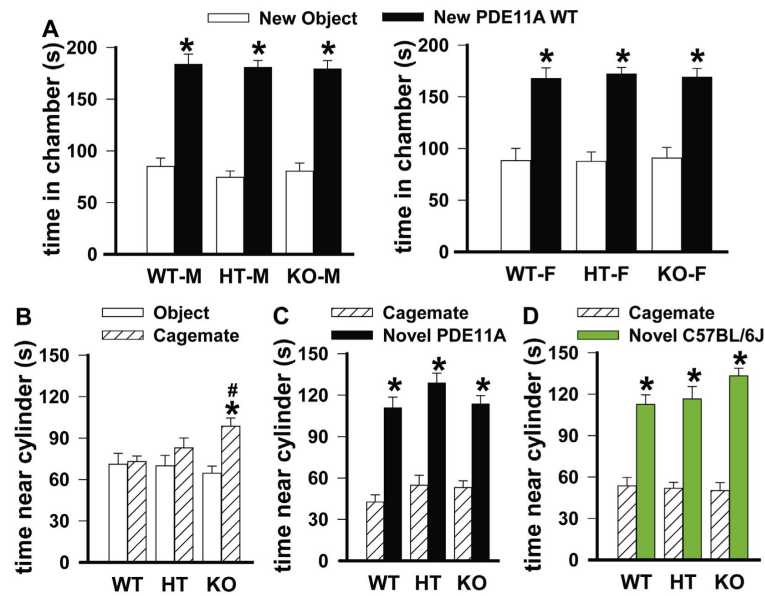 New Object New PDE11A WT
A
time in chamber (s)
200
150
100
50
0
* * *
WT-M HT-M KO-M
time in chamber (s)
200
150
100
50
0
* * *
WT-F HT-F KO-F
B
Object
Cagemate
time near cylinder (s)
150
120
90
60
30
0
#
*
WT HT KO
C
Cagemate
Novel PDE11A
time near cylinder (s)
150
120
90
60
30
0
* * *
WT HT KO
D
Cagemate
Novel C57BL/6J
time near cylinder (s)
150
120
90
60
30
0
* * *
WT HT KO